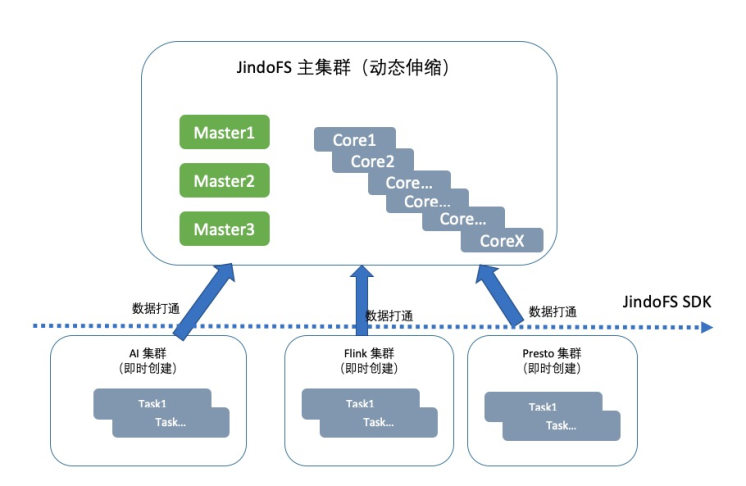 JindoFS 主集群（动态伸缩）
Master1
Master2
Master3
Core1
Core2
Core...
Core...
Core...
CoreX
数据打通
数据打通
数据打通
JindoFS SDK
AI 集群
（即时创建）
Task1
Task...
Flink 集群
（即时创建）
Task1
Task...
Presto 集群
（即时创建）
Task1
Task...